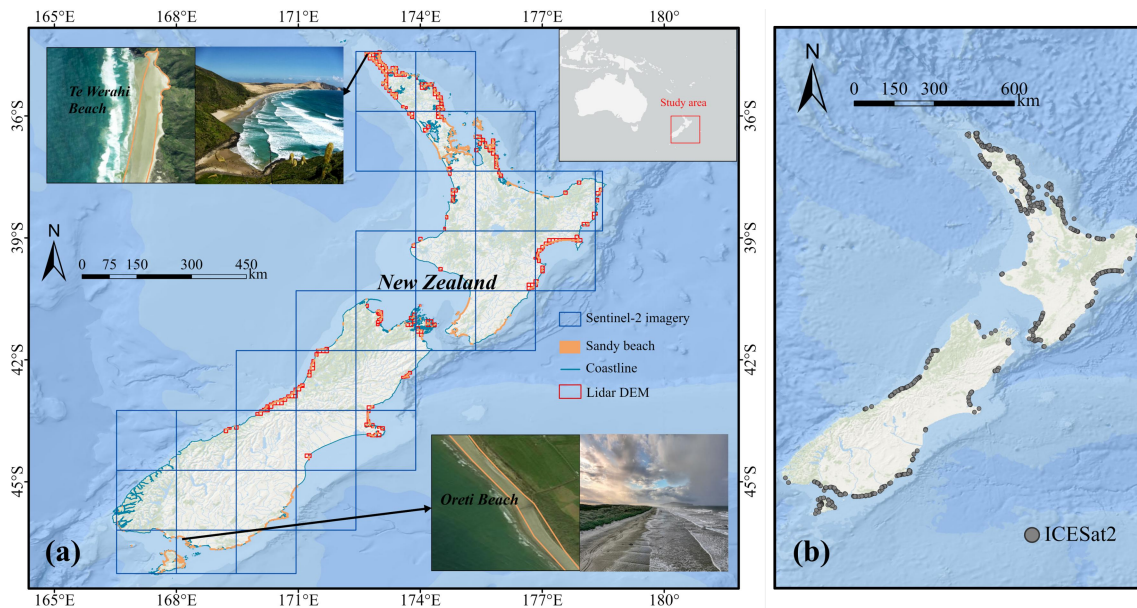 165°E 168°E 171°E 174°E 177°E 180°
Te Werahi
Beach
Study area
36°S
36°S
39°S
39°S
42°S
42°S
45°S
45°S
N
0 75 150 300 450
km
New Zealand
Sentinel-2 imagery
Sandy beach
Coastline
Lidar DEM
Oreti Beach
(a)
165°E 168°E 171°E 174°E 177°E 180°
N
0 150 300 600
km
ICESat2
(b)